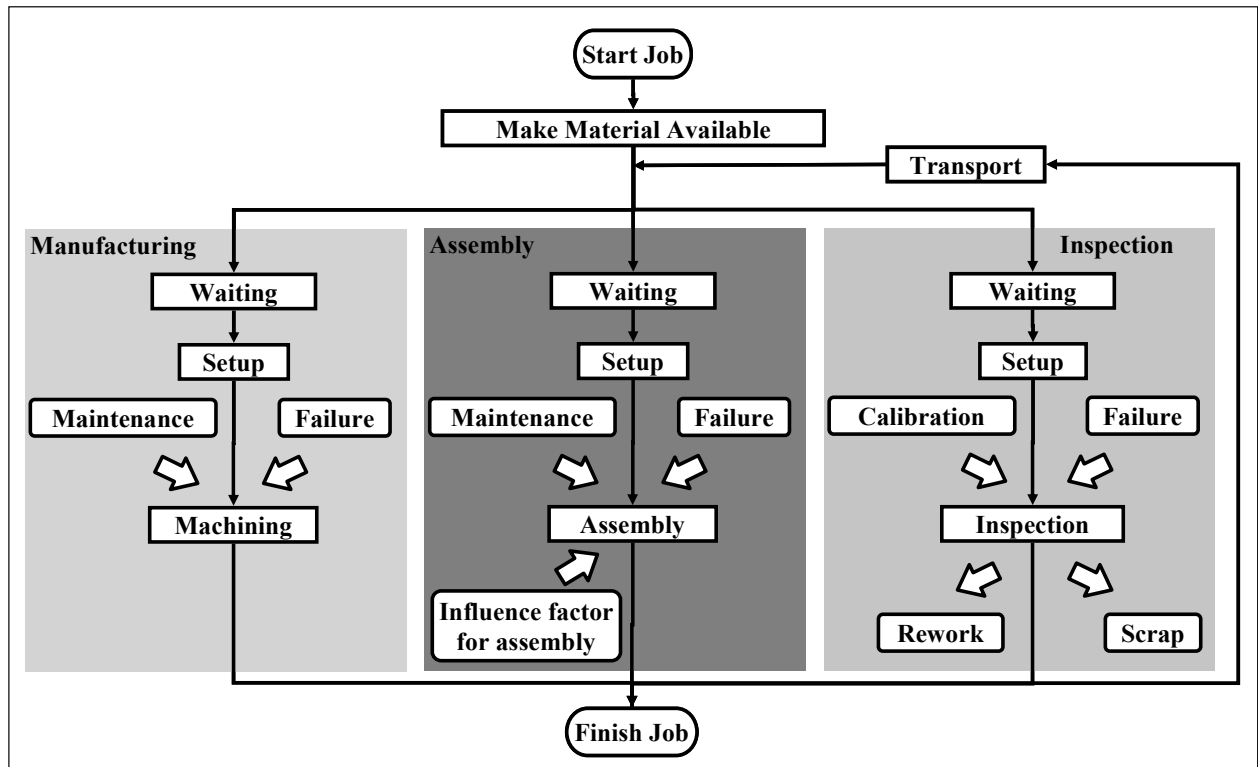 Start Job
Make Material Available
Transport
Manufacturing
Assembly
Inspection
Waiting
Waiting
Waiting
Setup
Setup
Setup
Maintenance
Failure
Maintenance
Failure
Calibration
Failure
Machining
Assembly
Inspection
Influence factor
for assembly
Rework
Scrap
Finish Job